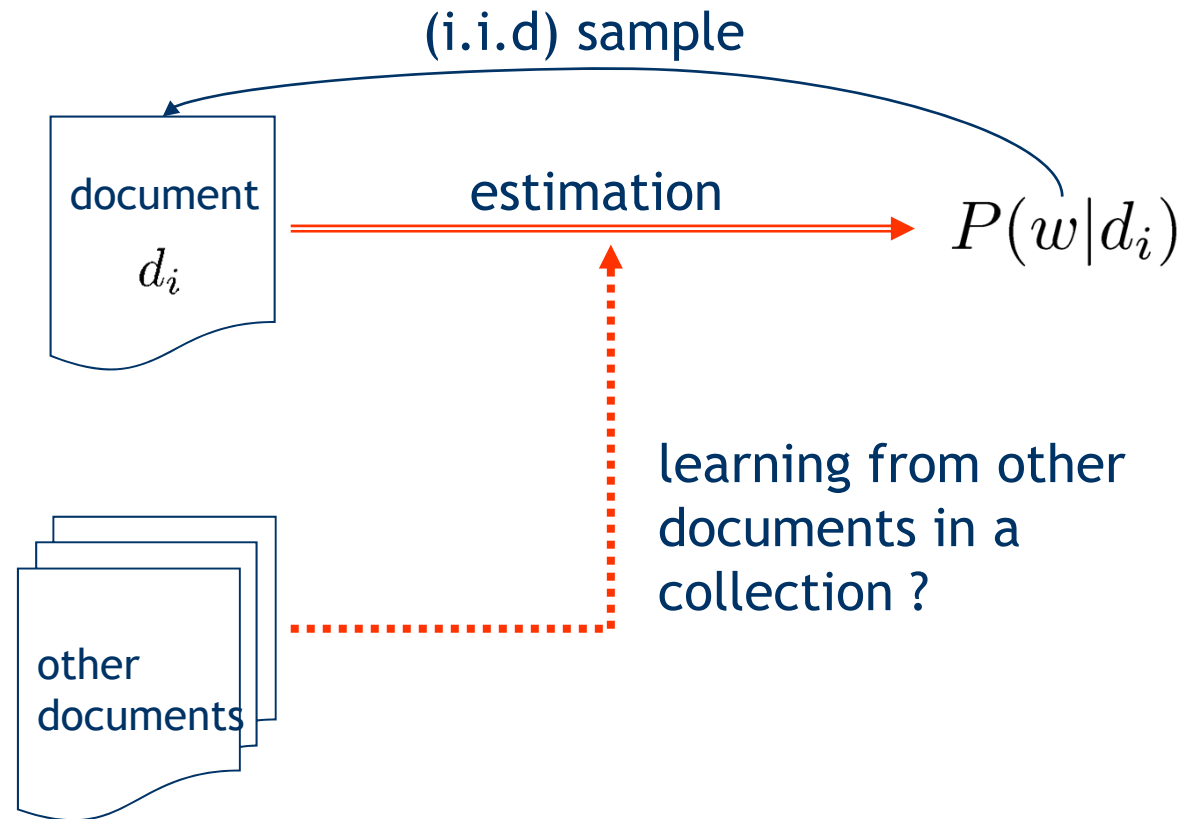 (i.i.d) sample
document
d_i
estimation
P(w|d_i)
learning from other
documents in a
collection ?
other
documents